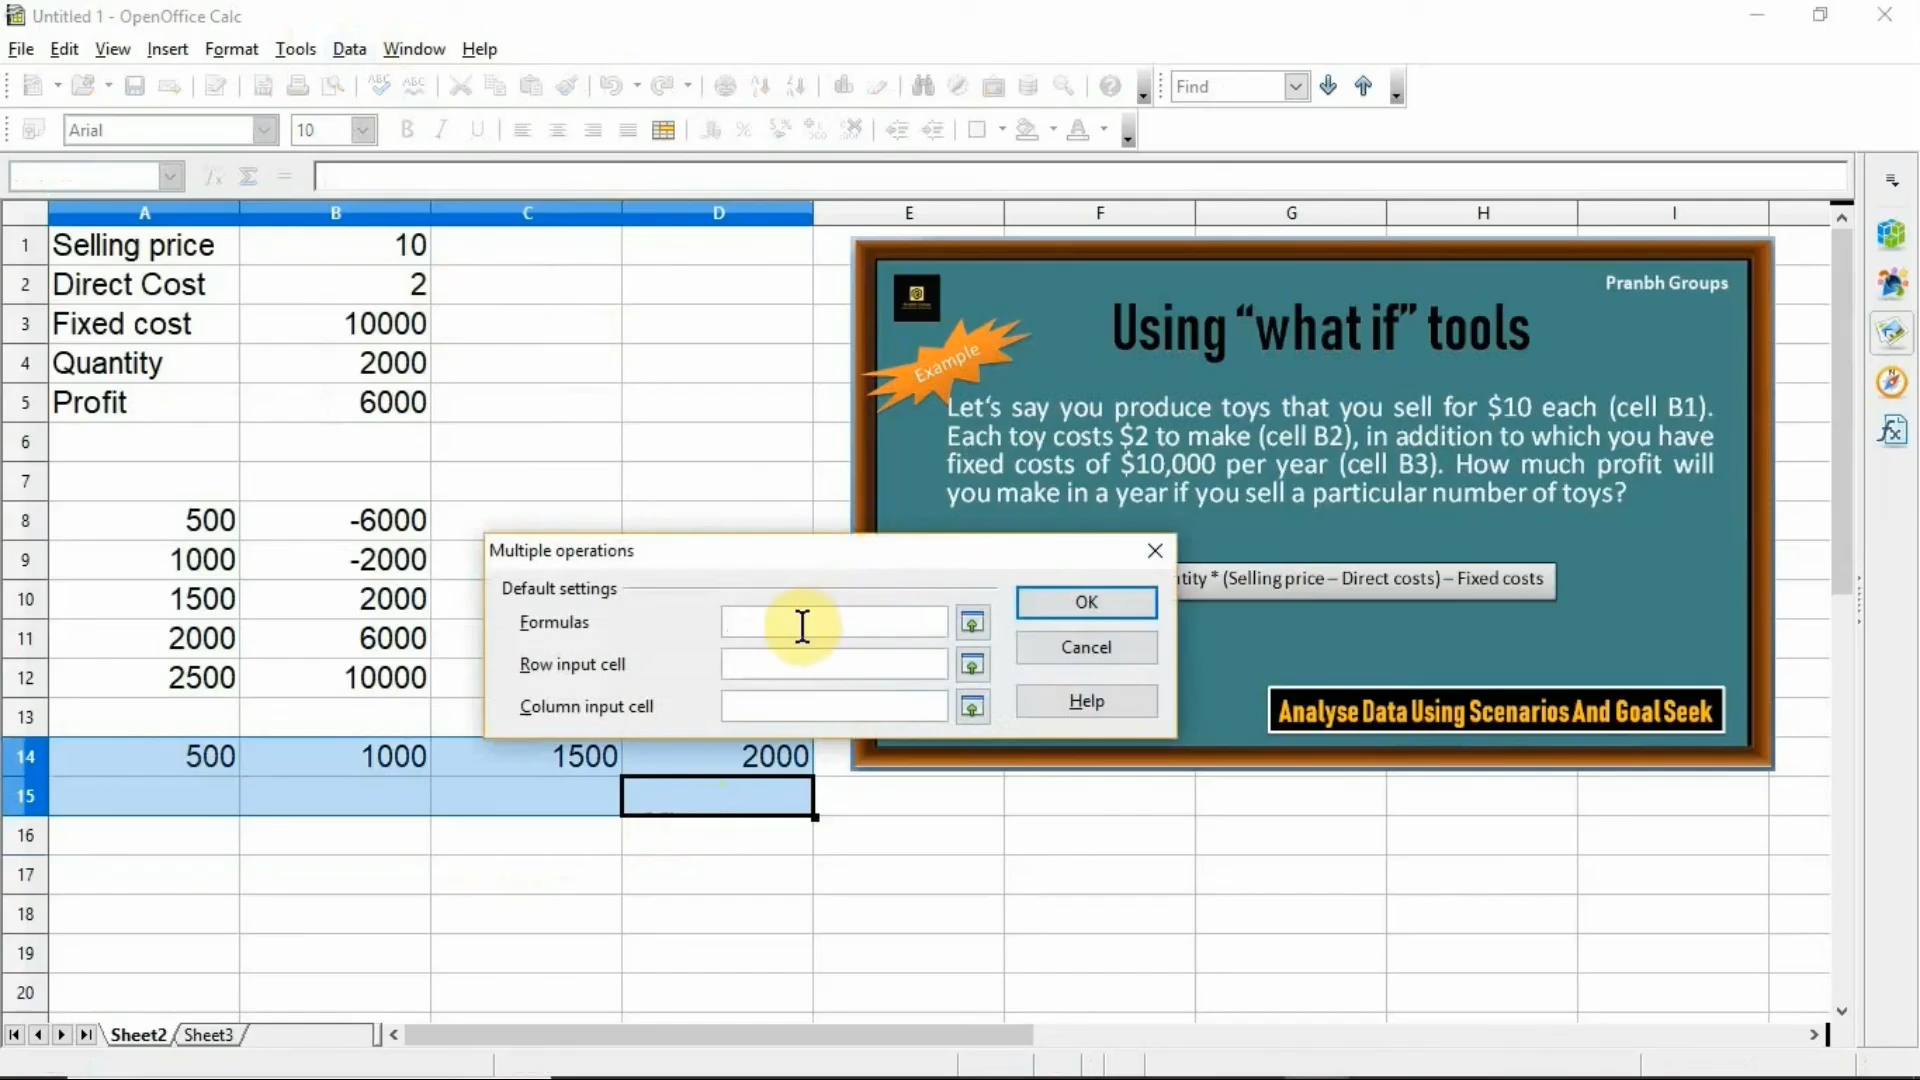 Untitled 1 - OpenOffice Calc
File Edit View Insert Format Tools Data Window Help
Find
Arial 10
A B C D E F G H I
1 Selling price 10
2 Direct Cost 2
3 Fixed cost 10000
4 Quantity 2000
5 Profit 6000
6
7
8 500 -6000
9 1000 -2000
10 1500 2000
11 2000 6000
12 2500 10000
13
14 500 1000 1500 2000
15
16
17
18
19
20
Pranbh Groups
Using “what if” tools
Example
Let‘s say you produce toys that you sell for $10 each (cell B1).
Each toy costs $2 to make (cell B2), in addition to which you have
fixed costs of $10,000 per year (cell B3). How much profit will
you make in a year if you sell a particular number of toys?
tity * (Selling price – Direct costs) – Fixed costs
Analyse Data Using Scenarios And Goal Seek
Multiple operations
Default settings
Formulas
Row input cell
Column input cell
OK
Cancel
Help
Sheet2 Sheet3